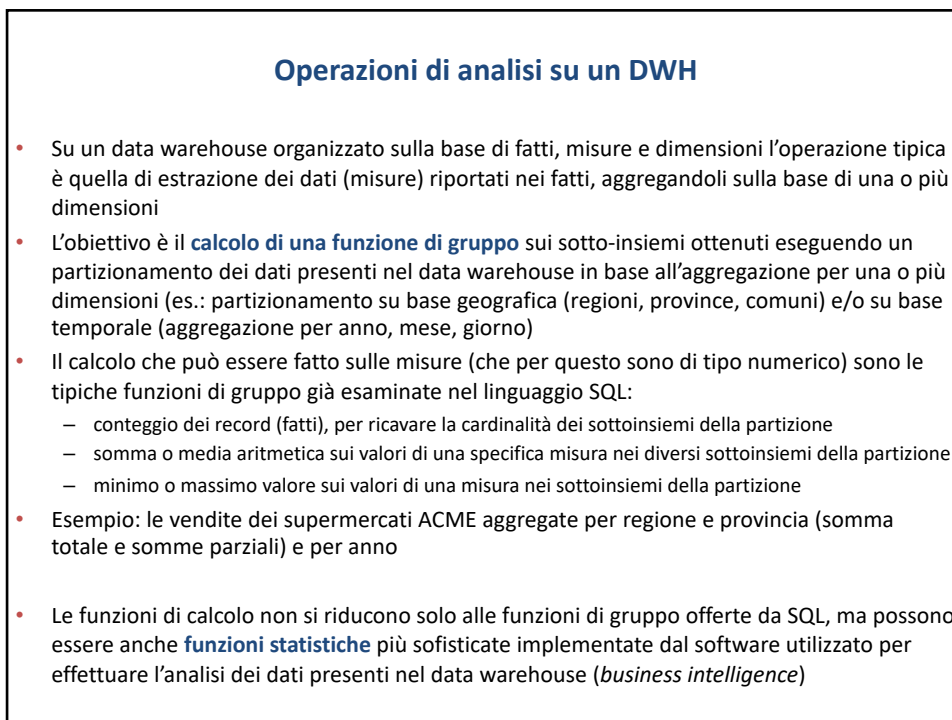 Operazioni di analisi su un DWH
• Su un data warehouse organizzato sulla base di fatti, misure e dimensioni l’operazione tipica
è quella di estrazione dei dati (misure) riportati nei fatti, aggregandoli sulla base di una o più
dimensioni
• L’obiettivo è il calcolo di una funzione di gruppo sui sotto-insiemi ottenuti eseguendo un
partizionamento dei dati presenti nel data warehouse in base all’aggregazione per una o più
dimensioni (es.: partizionamento su base geografica (regioni, province, comuni) e/o su base
temporale (aggregazione per anno, mese, giorno)
• Il calcolo che può essere fatto sulle misure (che per questo sono di tipo numerico) sono le
tipiche funzioni di gruppo già esaminate nel linguaggio SQL:
– conteggio dei record (fatti), per ricavare la cardinalità dei sottoinsiemi della partizione
– somma o media aritmetica sui valori di una specifica misura nei diversi sottoinsiemi della partizione
– minimo o massimo valore sui valori di una misura nei sottoinsiemi della partizione
• Esempio: le vendite dei supermercati ACME aggregate per regione e provincia (somma
totale e somme parziali) e per anno
• Le funzioni di calcolo non si riducono solo alle funzioni di gruppo offerte da SQL, ma possono
essere anche funzioni statistiche più sofisticate implementate dal software utilizzato per
effettuare l’analisi dei dati presenti nel data warehouse (business intelligence)